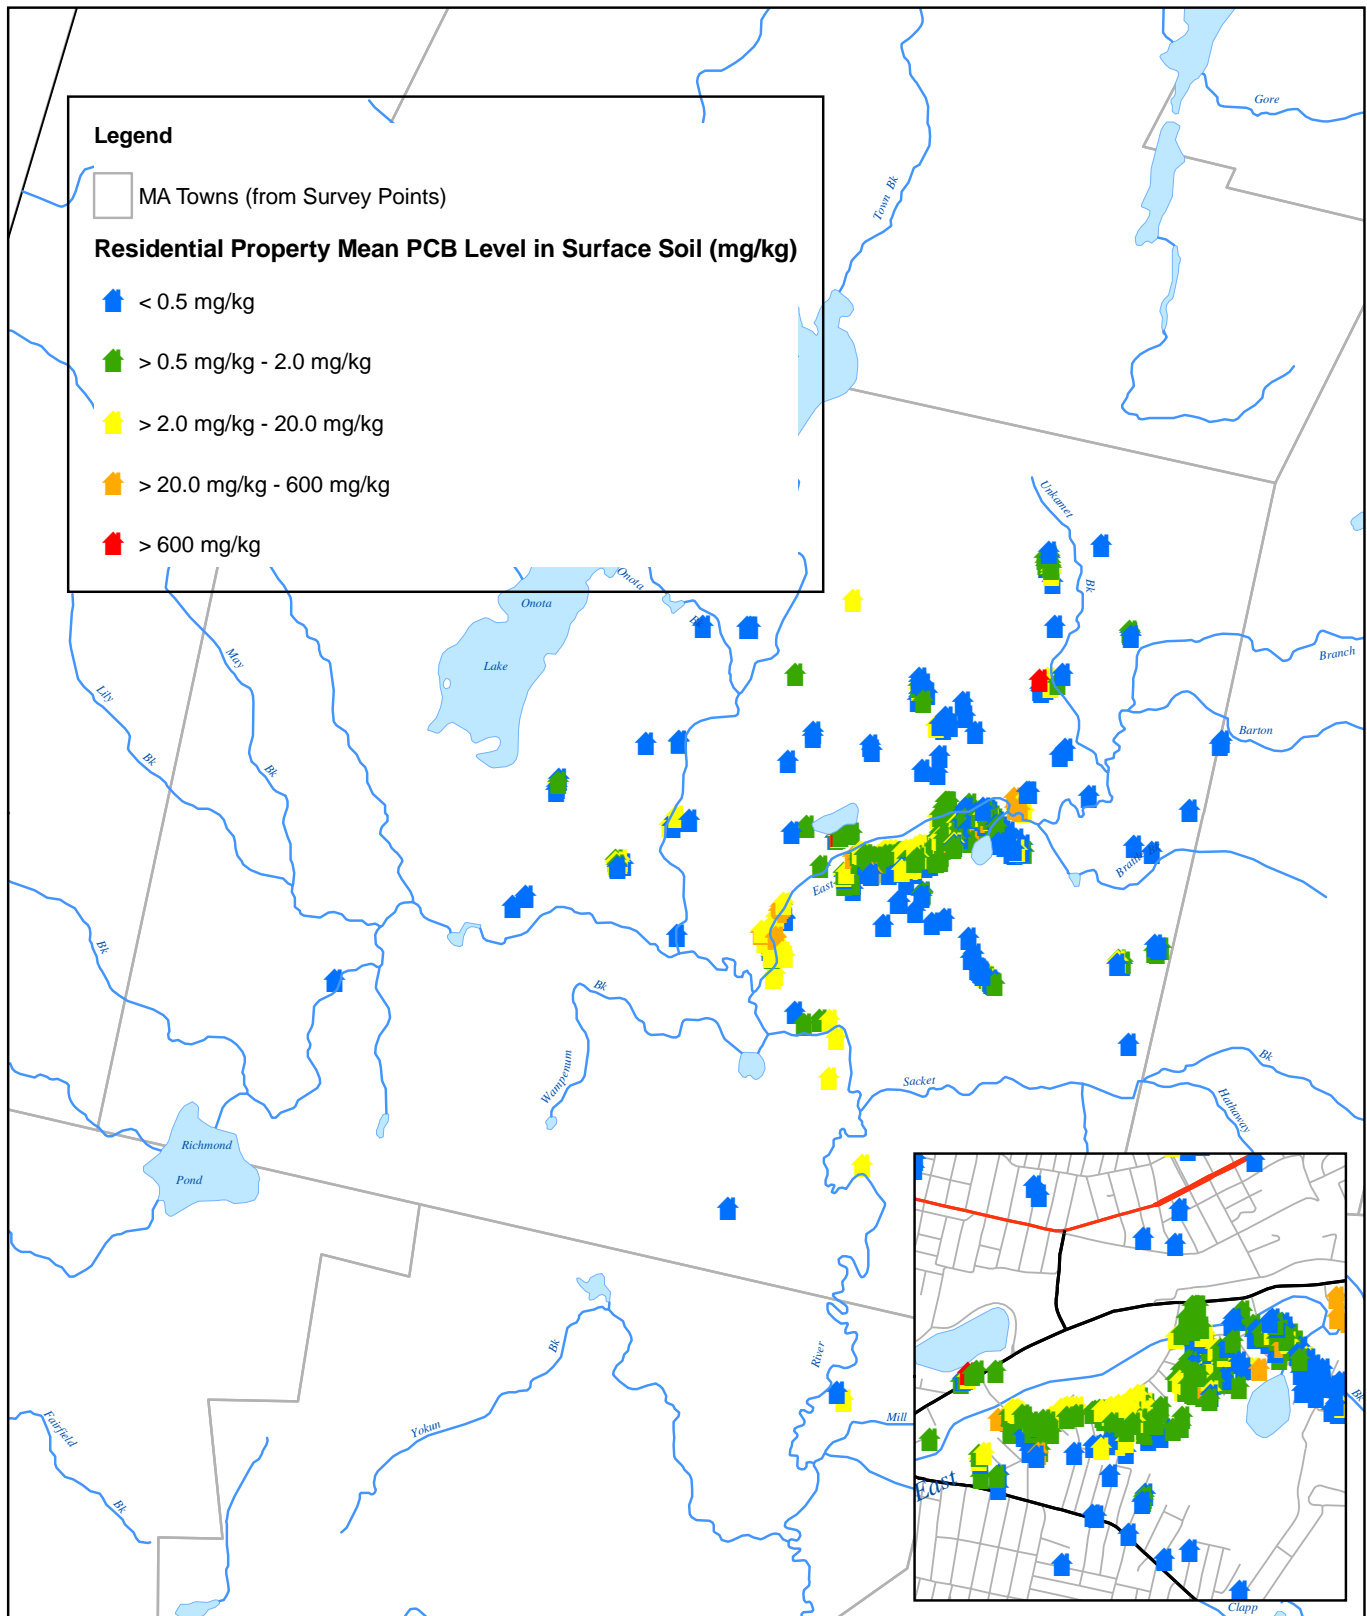 Gore
Legend
MA Towns (from Survey Points)
Town Bk
Residential Property Mean PCB Level in Surface Soil (mg/kg)
< 0.5 mg/kg
> 0.5 mg/kg - 2.0 mg/kg
> 2.0 mg/kg - 20.0 mg/kg
> 20.0 mg/kg - 600 mg/kg
> 600 mg/kg
Unkamet
Bk
Onota
Onota
Lake
Branch
May
Lily
Bk
Bk
Barton
East
Bk
Bk
Wampenum
Sacket
Bk
Hathaway
Richmond
Pond
River
Bk
Mill
Bk
Yokun
Fairfield
Bk
East
Clapp